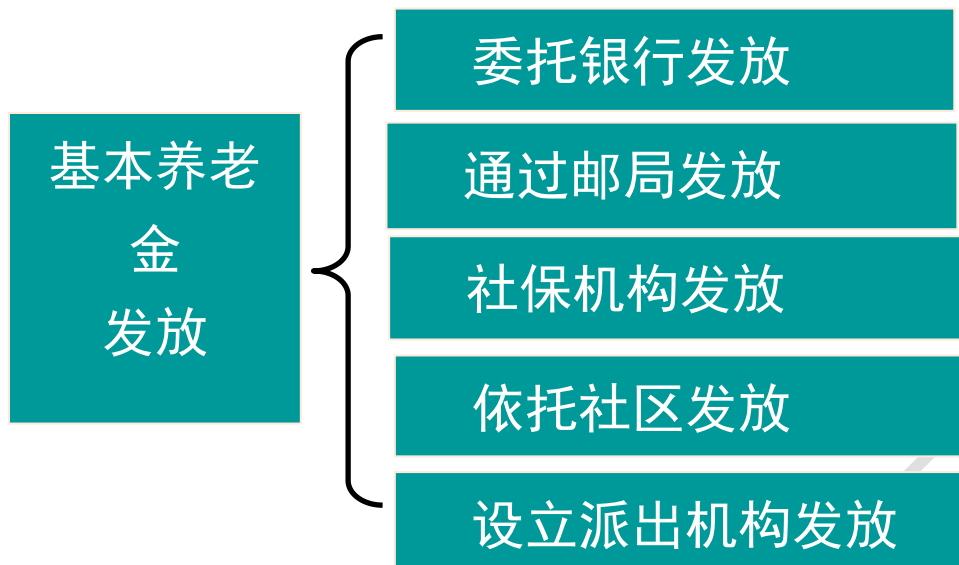 基本养老
金
发放
委托银行发放
通过邮局发放
社保机构发放
依托社区发放
设立派出机构发放